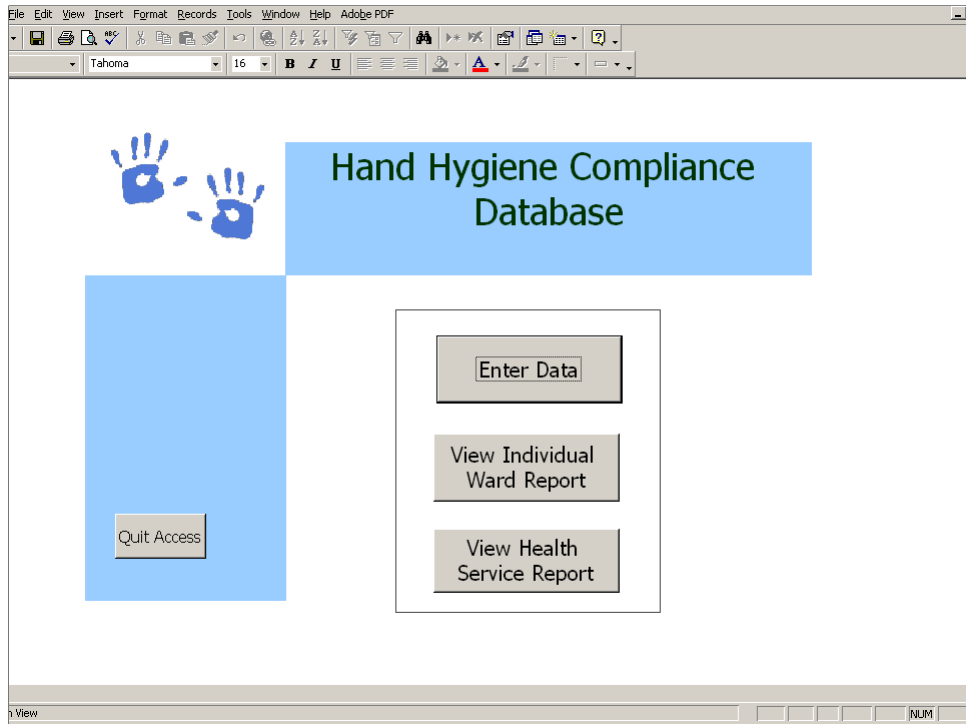 File Edit View Insert Format Records Tools Window Help Adobe PDF
Tahoma 16 B I U A
Hand Hygiene Compliance
Database
Enter Data
View Individual
Ward Report
Quit Access
View Health
Service Report
View NUM